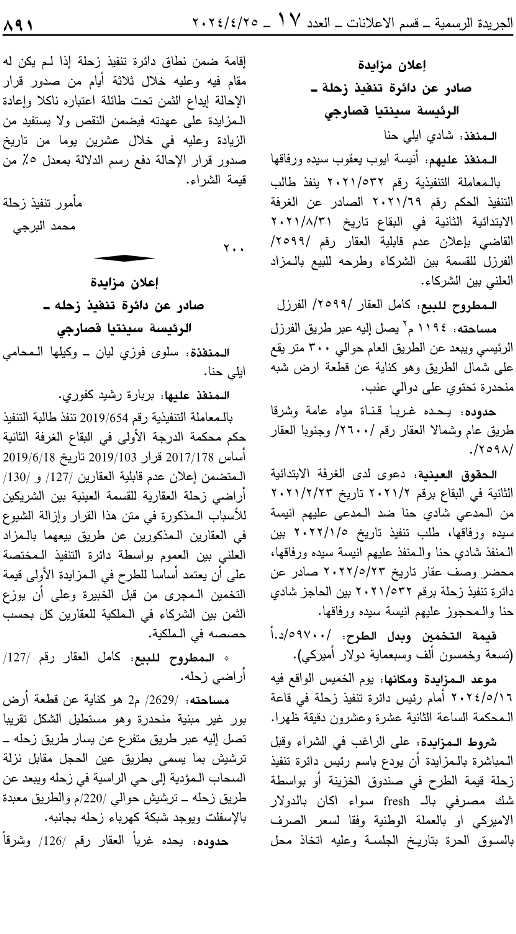 الجريدة الرسمية ــ قسم الاعلانات ــ العدد ١٧ ــ ٢٠٢٤/٤/٢٥
٨٩١
إعلان مزايدة
صادر عن دائرة تنفيذ زحلة ــ
الرئيسة سينتيا قصارجي
المنفذ: شادي ايلي حنا
المنفذ عليهم: أنيسة ايوب يعقوب سيده ورفاقها
بالمعاملة التنفيذية رقم ٢٠٢١/٥٣٢ ينفذ طالب
التنفيذ الحكم رقم ٢٠٢١/٦٩ الصادر عن الغرفة
الابتدائية الثانية في البقاع تاريخ ٢٠٢١/٨/٣١
القاضي بإعلان عدم قابلية العقار رقم /٢٥٩٩/
الفرزل للقسمة بين الشركاء وطرحه للبيع بالمزاد
العلني بين الشركاء.
المطروح للبيع: كامل العقار /٢٥٩٩/ الفرزل
مساحته: ١١٩٤ م٢ يصل إليه عبر طريق الفرزل
الرئيسي ويبعد عن الطريق العام حوالي ٣٠٠ متر يقع
على شمال الطريق وهو كناية عن قطعة ارض شبه
منحدرة تحتوي على دوالي عنب.
حدوده: يحده غربا قناة مياه عامة وشرقا
طريق عام وشمالا العقار رقم /٢٦٠٠/ وجنوبا العقار
/٢٥٩٨/.
الحقوق العينية: دعوى لدى الغرفة الابتدائية
الثانية في البقاع برقم ٢٠٢١/٢ تاريخ ٢٠٢١/٢/٢٣
من المدعي شادي حنا ضد المدعى عليهم انيسة
سيده ورفاقها، طلب تنفيذ تاريخ ٢٠٢٢/١/٥ بين
المنفذ شادي حنا والمنفذ عليهم انيسة سيده ورفاقها،
محضر وصف عقار تاريخ ٢٠٢٢/٥/٢٣ صادر عن
دائرة تنفيذ زحلة برقم ٢٠٢١/٥٣٢ بين الحاجز شادي
حنا والمحجوز عليهم انيسة سيده ورفاقها.
قيمة التخمين وبدل الطرح: /٥٩٧٠٠/د.أ
(تسعة وخمسون ألف وسبعماية دولار أميركي).
موعد المزايدة ومكانها: يوم الخميس الواقع فيه
٢٠٢٤/٥/١٦ أمام رئيس دائرة تنفيذ زحلة في قاعة
المحكمة الساعة الثانية عشرة وعشرون دقيقة ظهرا.
شروط المزايدة: على الراغب في الشراء وقبل
المباشرة بالمزايدة أن يودع باسم رئيس دائرة تنفيذ
زحلة قيمة الطرح في صندوق الخزينة أو بواسطة
شك مصرفي بالـ fresh سواء اكان بالدولار
الاميركي او بالعملة الوطنية وفقا لسعر الصرف
بالسوق الحرة بتاريخ الجلسة وعليه اتخاذ محل
إقامة ضمن نطاق دائرة تنفيذ زحلة إذا لم يكن له
مقام فيه وعليه خلال ثلاثة أيام من صدور قرار
الإحالة إيداع الثمن تحت طائلة اعتباره ناكلا وإعادة
المزايدة على عهدته فيضمن النقص ولا يستفيد من
الزيادة وعليه في خلال عشرين يوما من تاريخ
صدور قرار الإحالة دفع رسم الدلالة بمعدل ٥٪ من
قيمة الشراء.
مأمور تنفيذ زحلة
محمد البرجي
٢٠٠
إعلان مزايدة
صادر عن دائرة تنفيذ زحله ــ
الرئيسة سينتيا قصارجي
المنفذة: سلوى فوزي ليان ــ وكيلها المحامي
ايلي حنا.
المنفذ عليها: بربارة رشيد كفوري.
بالمعاملة التنفيذية رقم 2019/654 تنفذ طالبة التنفيذ
حكم محكمة الدرجة الأولى في البقاع الغرفة الثانية
أساس 2017/178 قرار 2019/103 تاريخ 2019/6/18
المتضمن إعلان عدم قابلية العقارين /127/ و /130/
أراضي زحلة العقارية للقسمة العينية بين الشريكين
للأسباب المذكورة في متن هذا القرار وإزالة الشيوع
في العقارين المذكورين عن طريق بيعهما بالمزاد
العلني بين العموم بواسطة دائرة التنفيذ المختصة
على أن يعتمد أساسا للطرح في المزايدة الأولى قيمة
التخمين المجرى من قبل الخبيرة وعلى أن يوزع
الثمن بين الشركاء في الملكية للعقارين كل بحسب
حصصه في الملكية.
* المطروح للبيع: كامل العقار رقم /127/
أراضي زحله.
مساحته: /2629/ م2 هو كناية عن قطعة أرض
بور غير مبنية منحدرة وهو مستطيل الشكل تقريبا
تصل إليه عبر طريق متفرع عن يسار طريق زحله ــ
ترشيش بما يسمى بطريق عين الحجل مقابل نزلة
السحاب المؤدية إلى حي الراسية في زحله ويبعد عن
طريق زحله ــ ترشيش حوالي /220/م والطريق معبدة
بالإسفلت ويوجد شبكة كهرباء زحله بجانبه.
حدوده: يحده غرباً العقار رقم /126/ وشرقاً